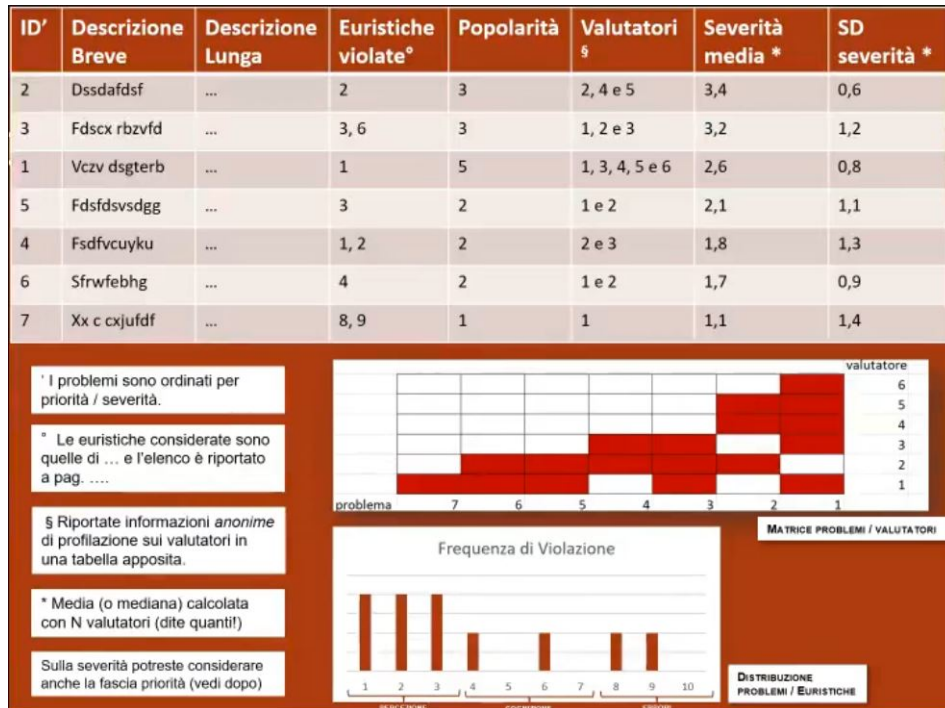 ID' Descrizione Breve Descrizione Lunga Euristiche violate° Popolarità Valutatori § Severità media * SD severità *
2 Dssdafdsf ... 2 3 2, 4 e 5 3,4 0,6
3 Fdscx rbzvfd ... 3, 6 3 1, 2 e 3 3,2 1,2
1 Vczv dsgterb ... 1 5 1, 3, 4, 5 e 6 2,6 0,8
5 Fdsfdsvsdgg ... 3 2 1 e 2 2,1 1,1
4 Fsdfvcuyku ... 1, 2 2 2 e 3 1,8 1,3
6 Sfrwfebhg ... 4 2 1 e 2 1,7 0,9
7 Xx c cxjufdf ... 8, 9 1 1 1,1 1,4
' I problemi sono ordinati per
priorità / severità.
° Le euristiche considerate sono
quelle di … e l'elenco è riportato
a pag. ….
§ Riportate informazioni anonime
di profilazione sui valutatori in
una tabella apposita.
* Media (o mediana) calcolata
con N valutatori (dite quanti!)
Sulla severità potreste considerare
anche la fascia priorità (vedi dopo)
valutatore
6
5
4
3
2
1
problema 7 6 5 4 3 2 1
MATRICE PROBLEMI / VALUTATORI
Frequenza di Violazione
1 2 3 4 5 6 7 8 9 10
PERCEZIONE COGNIZIONE ERRORI
DISTRIBUZIONE
PROBLEMI / EURISTICHE